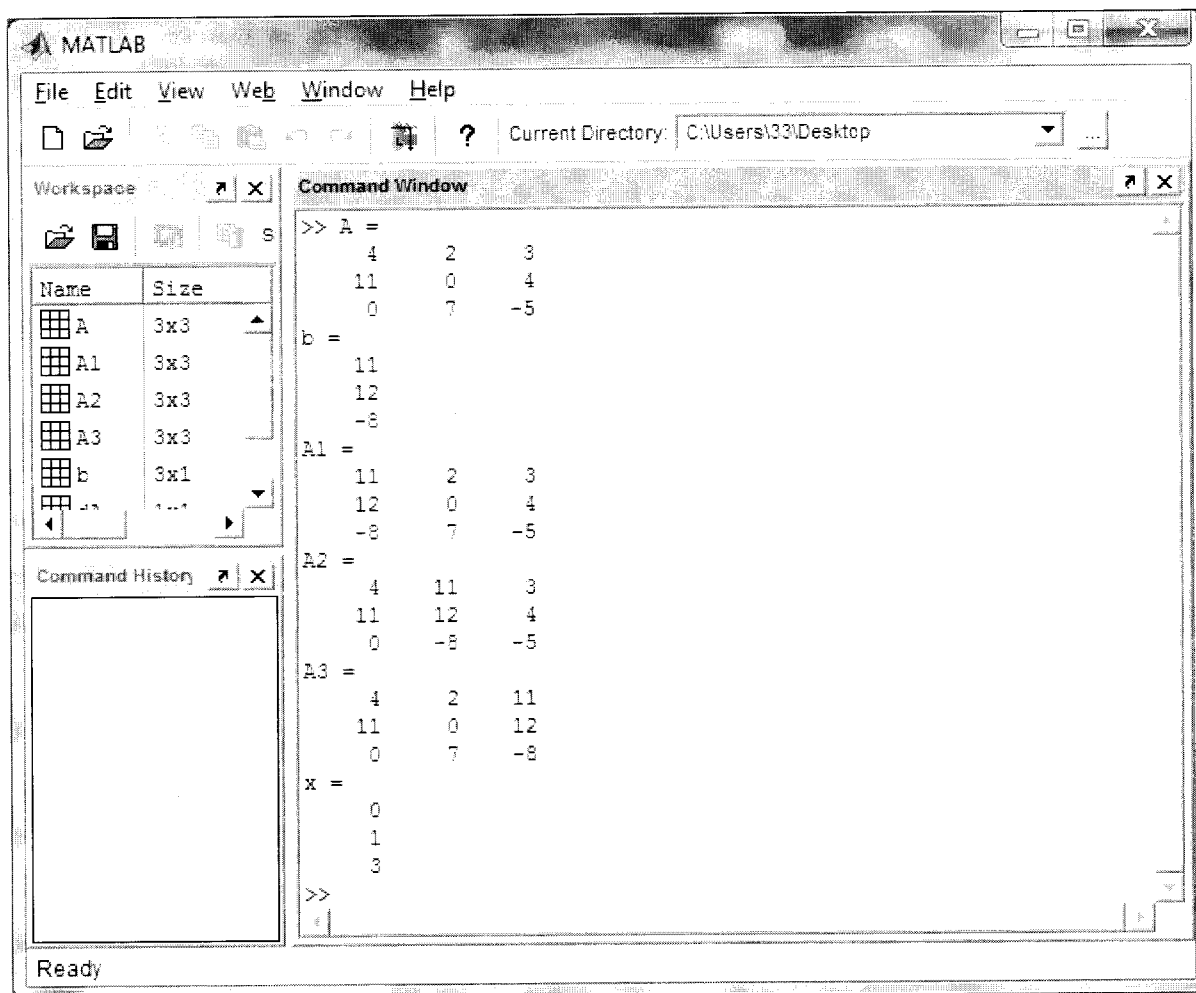 MATLAB
File Edit View Web Window Help
? Current Directory: C:\Users\33\Desktop ...
Workspace
S
Name Size
A 3x3
A1 3x3
A2 3x3
A3 3x3
b 3x1
Command History
Command Window
>> A =
4 2 3
11 0 4
0 7 -5
b =
11
12
-8
A1 =
11 2 3
12 0 4
-8 7 -5
A2 =
4 11 3
11 12 4
0 -8 -5
A3 =
4 2 11
11 0 12
0 7 -8
x =
0
1
3
>>
Ready